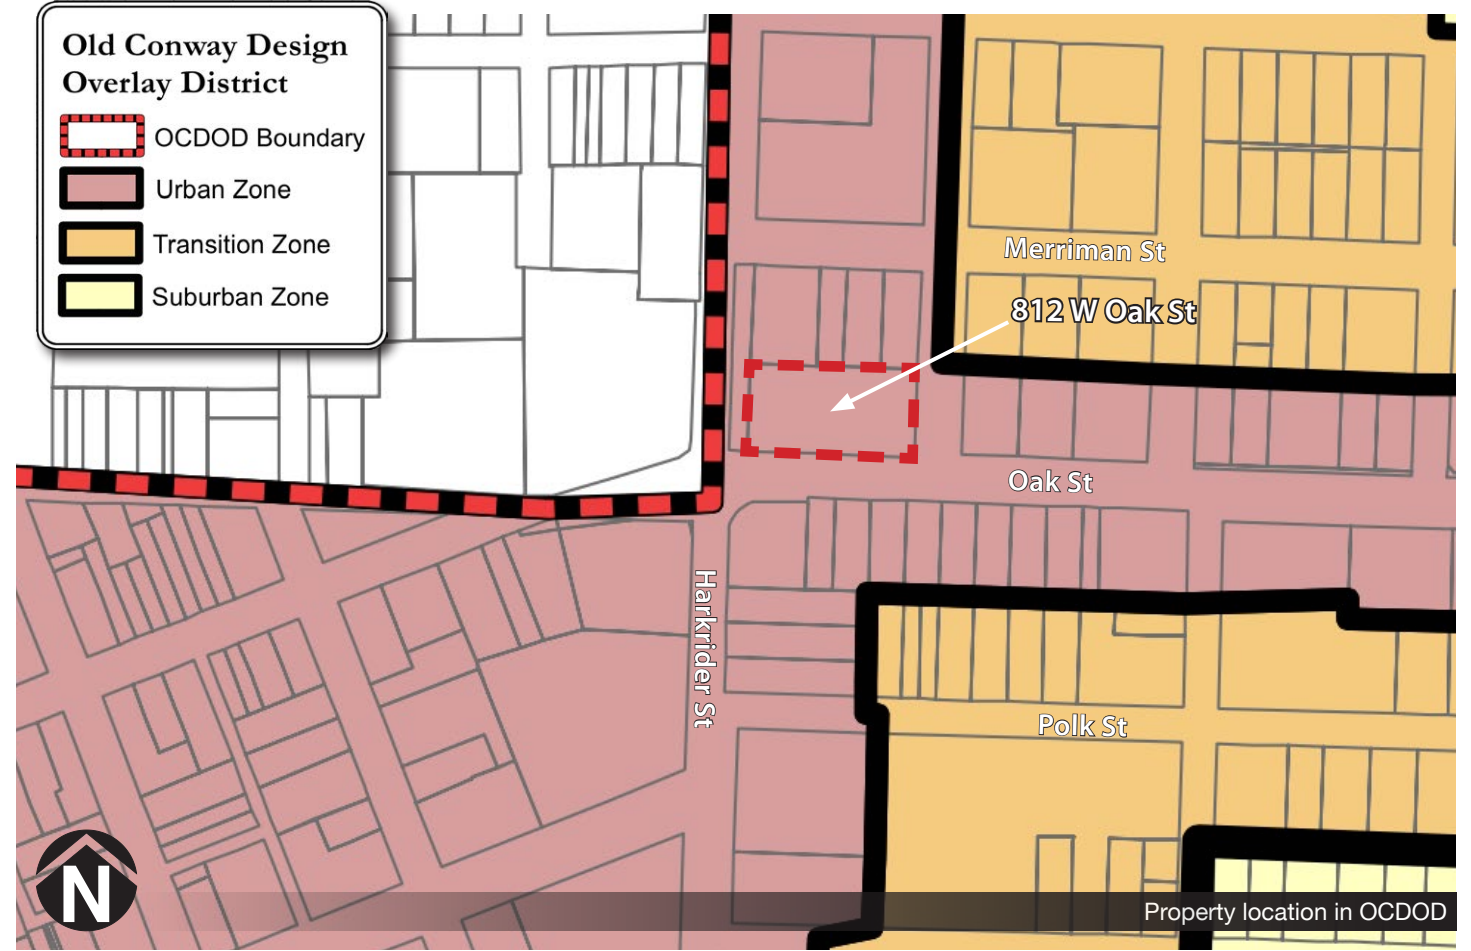 Old Conway Design
Overlay District
OCDOD Boundary
Urban Zone
Transition Zone
Suburban Zone
Merriman St
812 W Oak St
Oak St
Harkrider St
Polk St
N
Property location in OCDOD